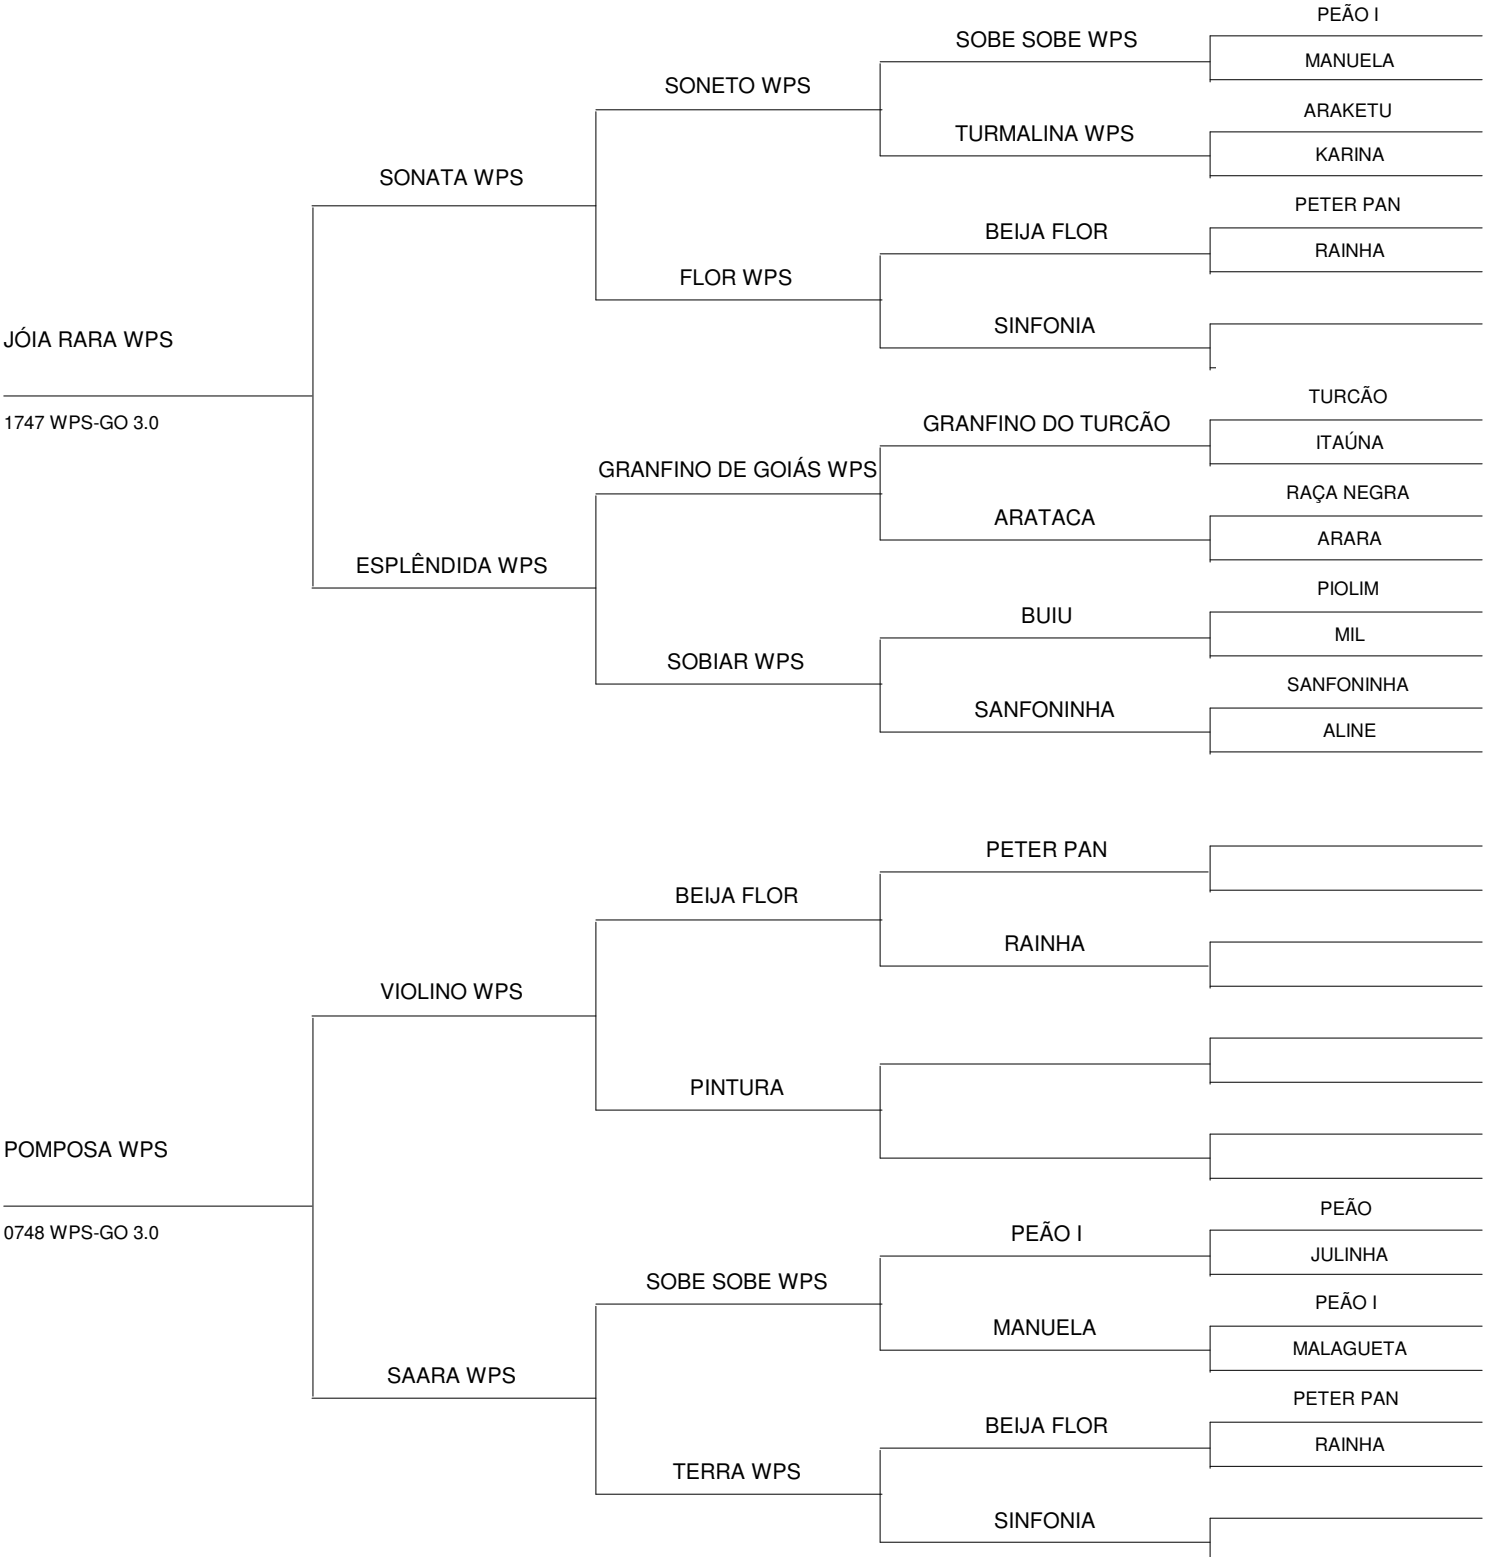 PEÃO I
SOBE SOBE WPS
MANUELA
SONETO WPS
ARAKETU
TURMALINA WPS
KARINA
SONATA WPS
PETER PAN
BEIJA FLOR
RAINHA
FLOR WPS
SINFONIA
JÓIA RARA WPS
TURCÃO
1747 WPS-GO 3.0
GRANFINO DO TURCÃO
ITAÚNA
GRANFINO DE GOIÁS WPS
RAÇA NEGRA
ARATACA
ARARA
ESPLÊNDIDA WPS
PIOLIM
BUIU
MIL
SOBIAR WPS
SANFONINHA
SANFONINHA
ALINE
PETER PAN
BEIJA FLOR
RAINHA
VIOLINO WPS
PINTURA
POMPOSA WPS
PEÃO
0748 WPS-GO 3.0
PEÃO I
JULINHA
SOBE SOBE WPS
PEÃO I
MANUELA
MALAGUETA
SAARA WPS
PETER PAN
BEIJA FLOR
RAINHA
TERRA WPS
SINFONIA